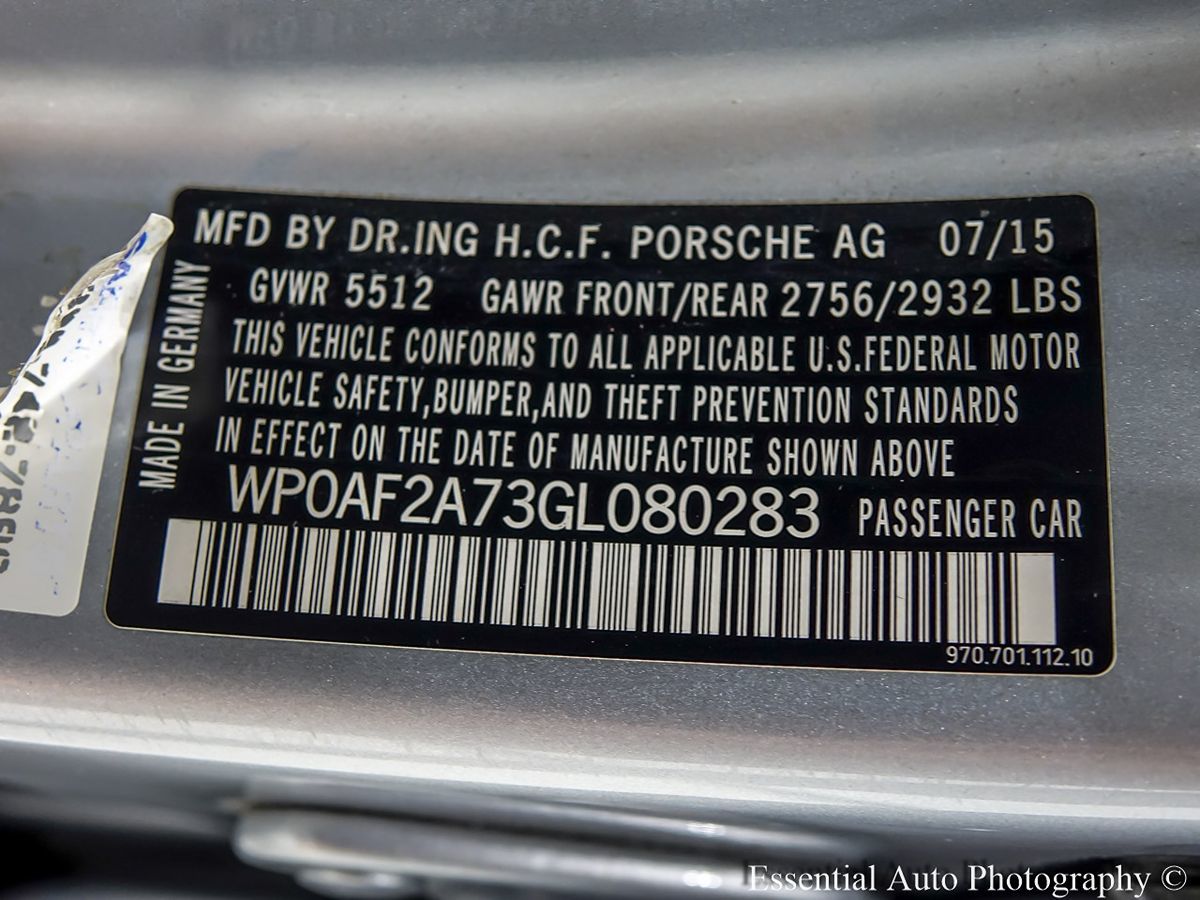 MFD BY DR.ING H.C.F. PORSCHE AG 07/15
GVWR 5512 GAWR FRONT/REAR 2756/2932 LBS
THIS VEHICLE CONFORMS TO ALL APPLICABLE U.S.FEDERAL MOTOR
VEHICLE SAFETY,BUMPER,AND THEFT PREVENTION STANDARDS
IN EFFECT ON THE DATE OF MANUFACTURE SHOWN ABOVE
WP0AF2A73GL080283 PASSENGER CAR
MADE IN GERMANY
970.701.112.10
Essential Auto Photography ©